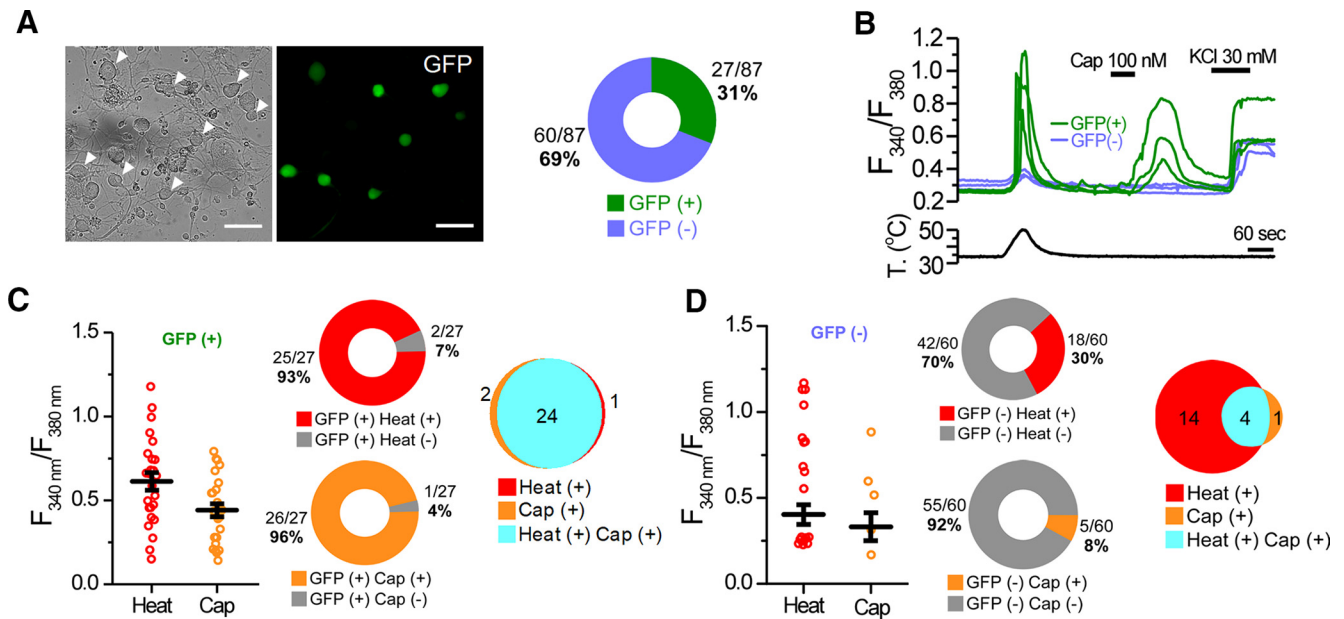 A
GFP
27/87
31%
60/87
69%
GFP (+)
GFP (-)
B
F340/F380
1.2
1.0
0.8
0.6
0.4
0.2
Cap 100 nM
KCl 30 mM
GFP(+)
GFP(-)
T. (°C)
50
30
60 sec
C
GFP (+)
F340 nm/F380 nm
1.5
1.0
0.5
0.0
Heat
Cap
2/27
7%
25/27
93%
GFP (+) Heat (+)
GFP (+) Heat (-)
1/27
4%
26/27
96%
GFP (+) Cap (+)
GFP (+) Cap (-)
2
24
1
Heat (+)
Cap (+)
Heat (+) Cap (+)
D
GFP (-)
F340 nm/F380 nm
1.5
1.0
0.5
0.0
Heat
Cap
42/60
70%
18/60
30%
GFP (-) Heat (+)
GFP (-) Heat (-)
55/60
92%
5/60
8%
GFP (-) Cap (+)
GFP (-) Cap (-)
14
4
1
Heat (+)
Cap (+)
Heat (+) Cap (+)